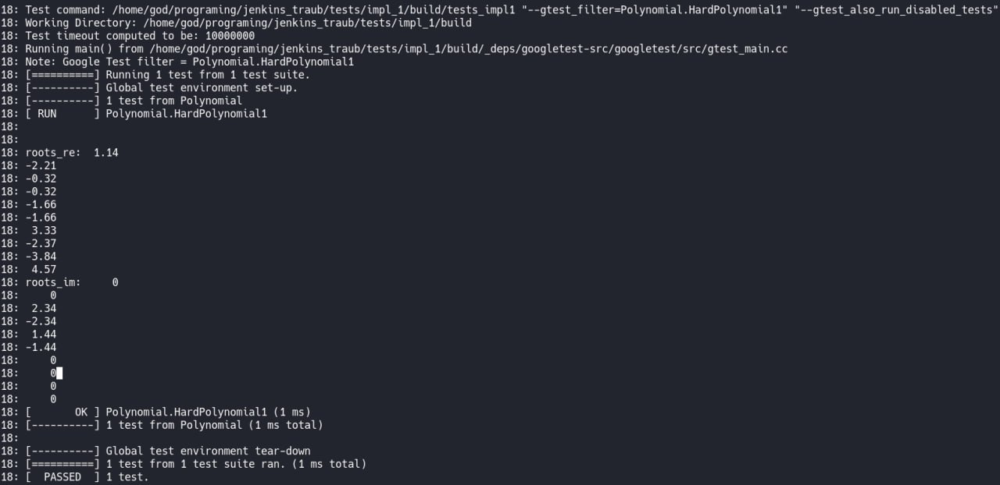 18: Test command: /home/god/programing/jenkins_traub/tests/impl_1/build/tests_impl1 "--gtest_filter=Polynomial.HardPolynomial1" "--gtest_also_run_disabled_tests"
18: Working Directory: /home/god/programing/jenkins_traub/tests/impl_1/build
18: Test timeout computed to be: 10000000
18: Running main() from /home/god/programing/jenkins_traub/tests/impl_1/build/_deps/googletest-src/googletest/src/gtest_main.cc
18: Note: Google Test filter = Polynomial.HardPolynomial1
18: [==========] Running 1 test from 1 test suite.
18: [----------] Global test environment set-up.
18: [----------] 1 test from Polynomial
18: [ RUN      ] Polynomial.HardPolynomial1
18:
18:
18: roots_re:  1.14
18: -2.21
18: -0.32
18: -0.32
18: -1.66
18: -1.66
18:  3.33
18: -2.37
18: -3.84
18:  4.57
18: roots_im:     0
18:     0
18:  2.34
18: -2.34
18:  1.44
18: -1.44
18:     0
18:     0
18:     0
18:     0
18: [       OK ] Polynomial.HardPolynomial1 (1 ms)
18: [----------] 1 test from Polynomial (1 ms total)
18:
18: [----------] Global test environment tear-down
18: [==========] 1 test from 1 test suite ran. (1 ms total)
18: [  PASSED  ] 1 test.